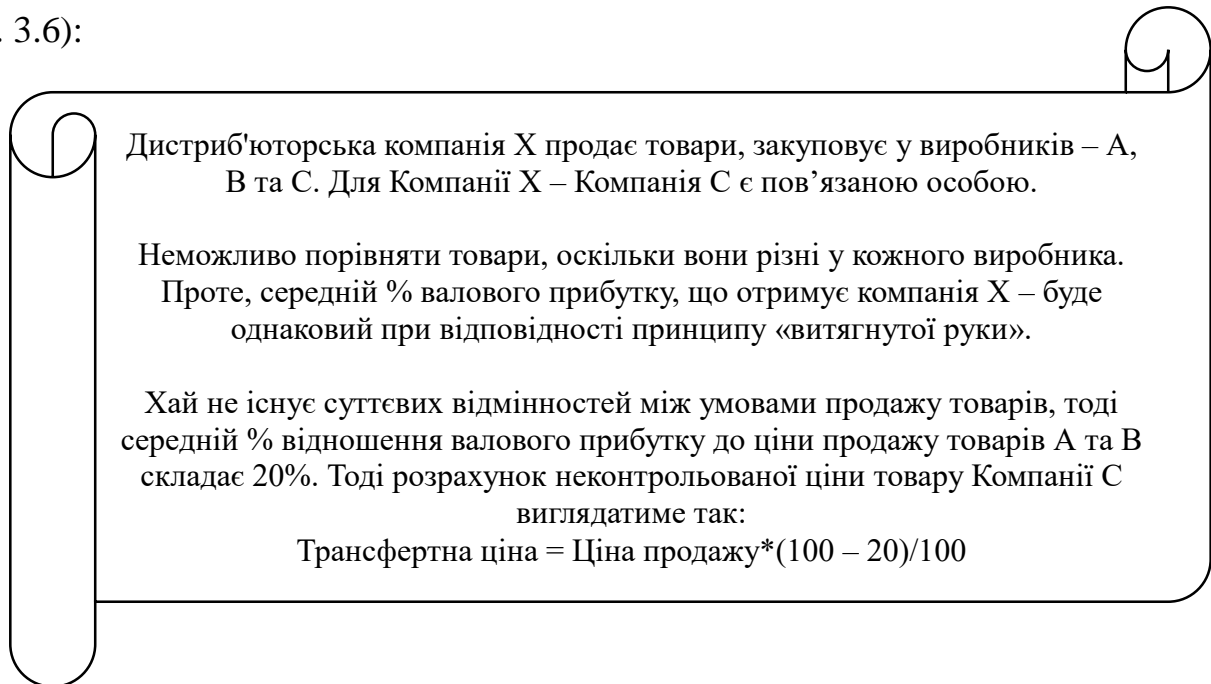 . 3.6):
Дистриб'юторська компанія X продає товари, закуповує у виробників – А,
В та С. Для Компанії X – Компанія С є пов’язаною особою.
Неможливо порівняти товари, оскільки вони різні у кожного виробника.
Проте, середній % валового прибутку, що отримує компанія X – буде
однаковий при відповідності принципу «витягнутої руки».
Хай не існує суттєвих відмінностей між умовами продажу товарів, тоді
середній % відношення валового прибутку до ціни продажу товарів А та В
складає 20%. Тоді розрахунок неконтрольованої ціни товару Компанії С
виглядатиме так:
Трансфертна ціна = Ціна продажу*(100 – 20)/100